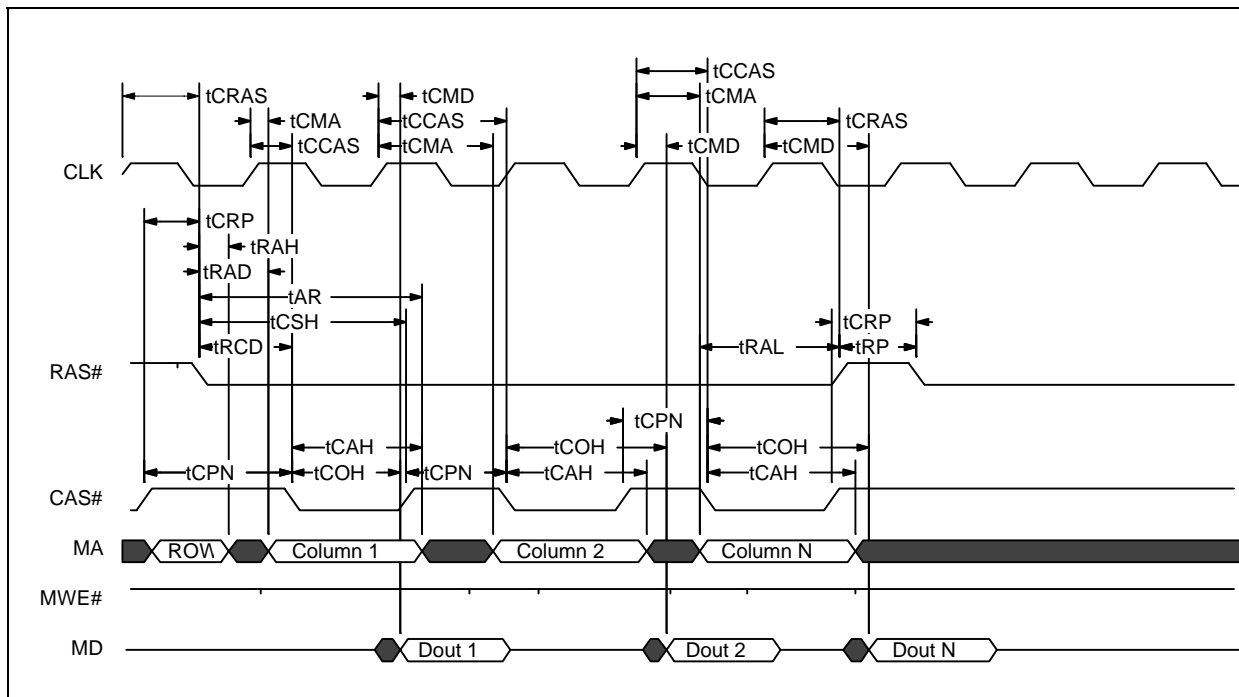 tCCAS
tCRAS tCMD tCMA
tCMA tCCAS tCRAS
tCCAS tCMA tCMD tCMD
CLK
tCRP
tRAH
tRAD
tAR
tCSH tCRP
tRCD tRAL tRP
RAS#
tCPN
tCAH tCOH tCOH
tCPN tCOH tCPN tCAH tCAH
CAS#
MA ROW Column 1 Column 2 Column N
MWE#
MD Dout 1 Dout 2 Dout N